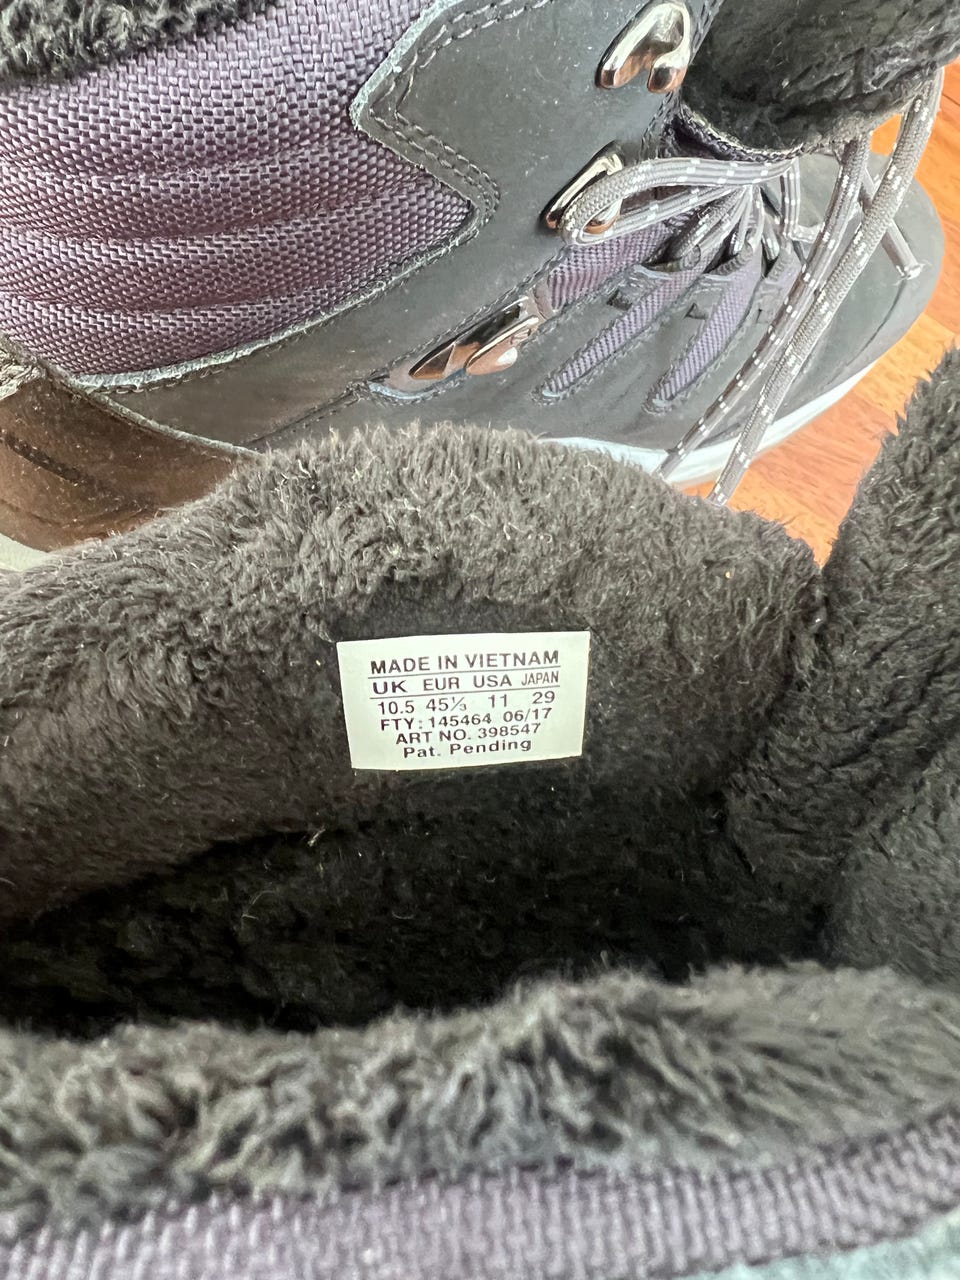 MADE IN VIETNAM
UK EUR USA JAPAN
10.5 45⅓ 11 29
FTY: 145464 06/17
ART NO. 398547
Pat. Pending